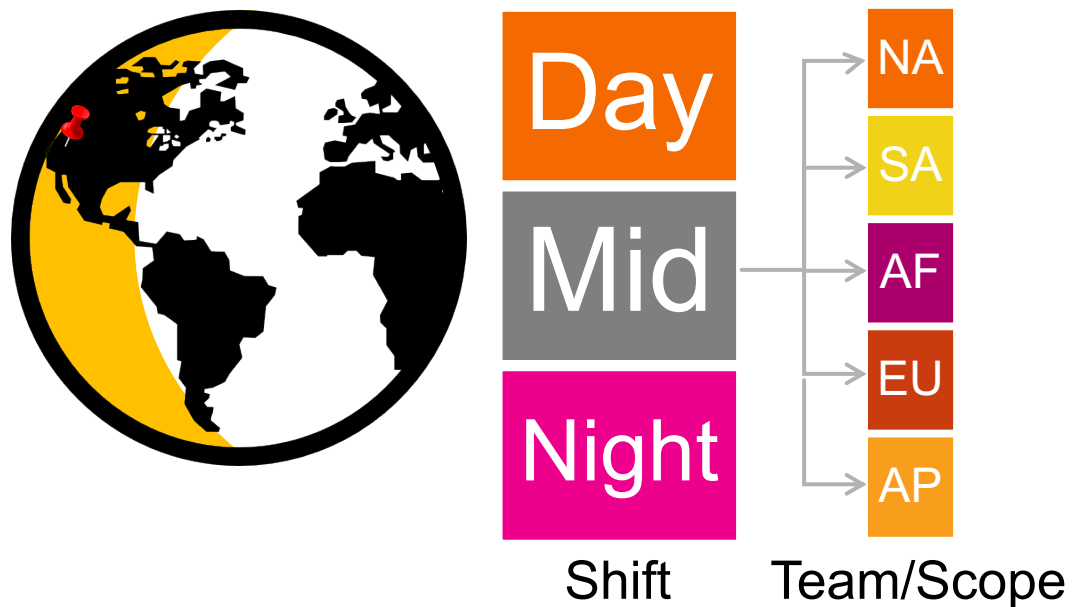 Day
Mid
Night
Shift
NA
SA
AF
EU
AP
Team/Scope